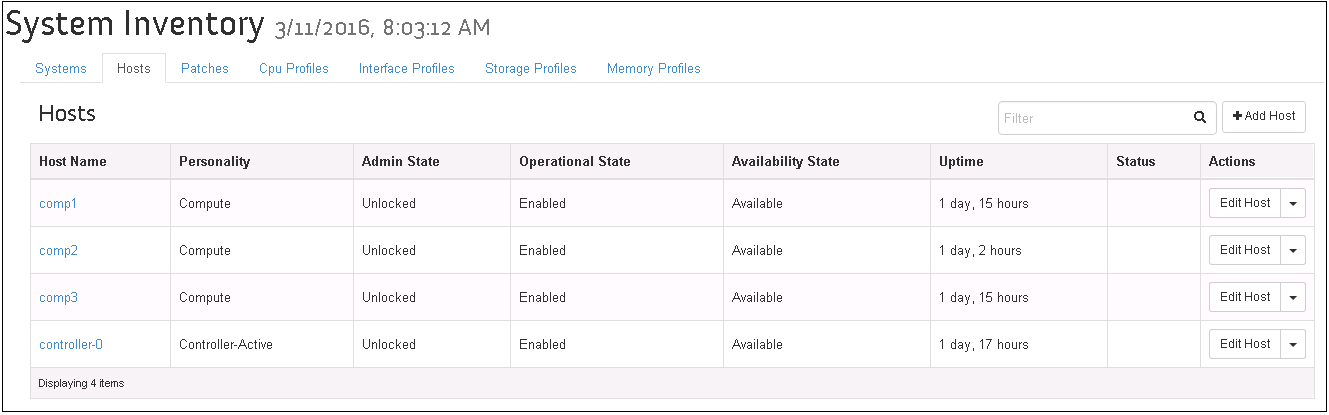 System Inventory 3/11/2016, 8:03:12 AM
Systems Hosts Patches Cpu Profiles Interface Profiles Storage Profiles Memory Profiles
Hosts
Filter
Add Host
Host Name Personality Admin State Operational State Availability State Uptime Status Actions
comp1 Compute Unlocked Enabled Available 1 day, 15 hours Edit Host
comp2 Compute Unlocked Enabled Available 1 day, 2 hours Edit Host
comp3 Compute Unlocked Enabled Available 1 day, 15 hours Edit Host
controller-0 Controller-Active Unlocked Enabled Available 1 day, 17 hours Edit Host
Displaying 4 items